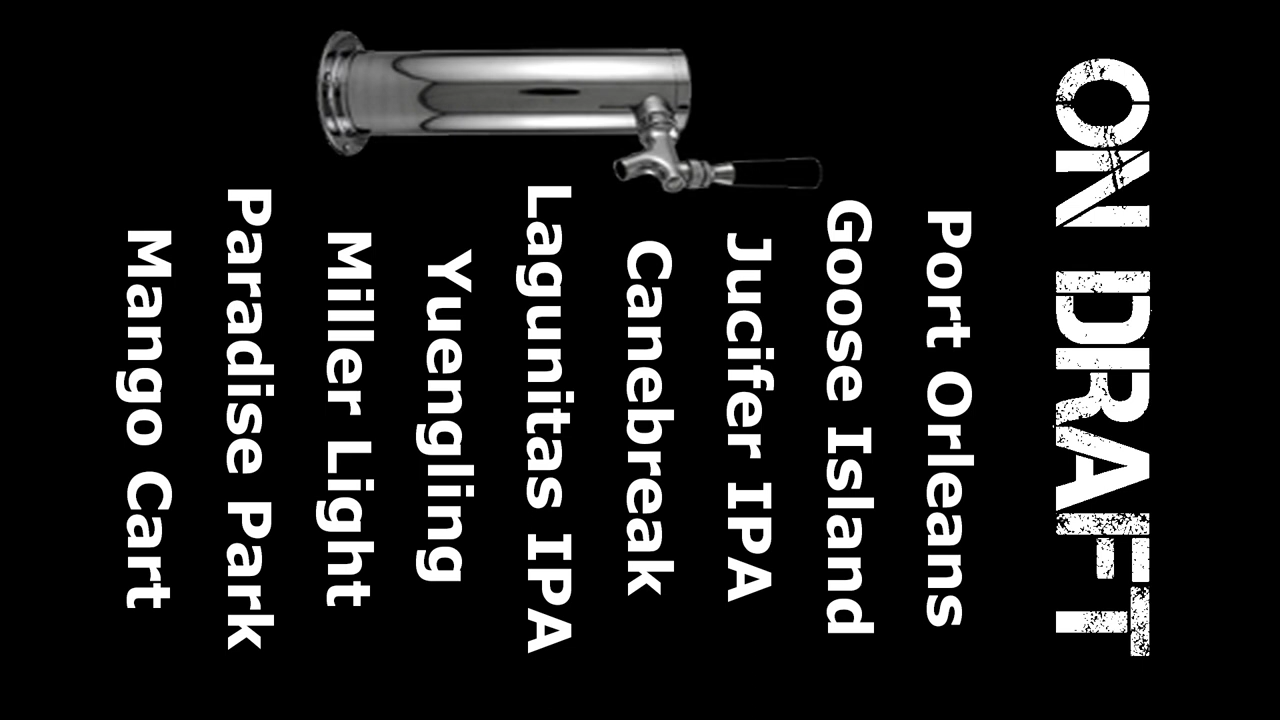 ON DRAFT
Port Orleans
Goose Island
Jucifer IPA
Canebreak
Lagunitas IPA
Yuengling
Miller Light
Paradise Park
Mango Cart